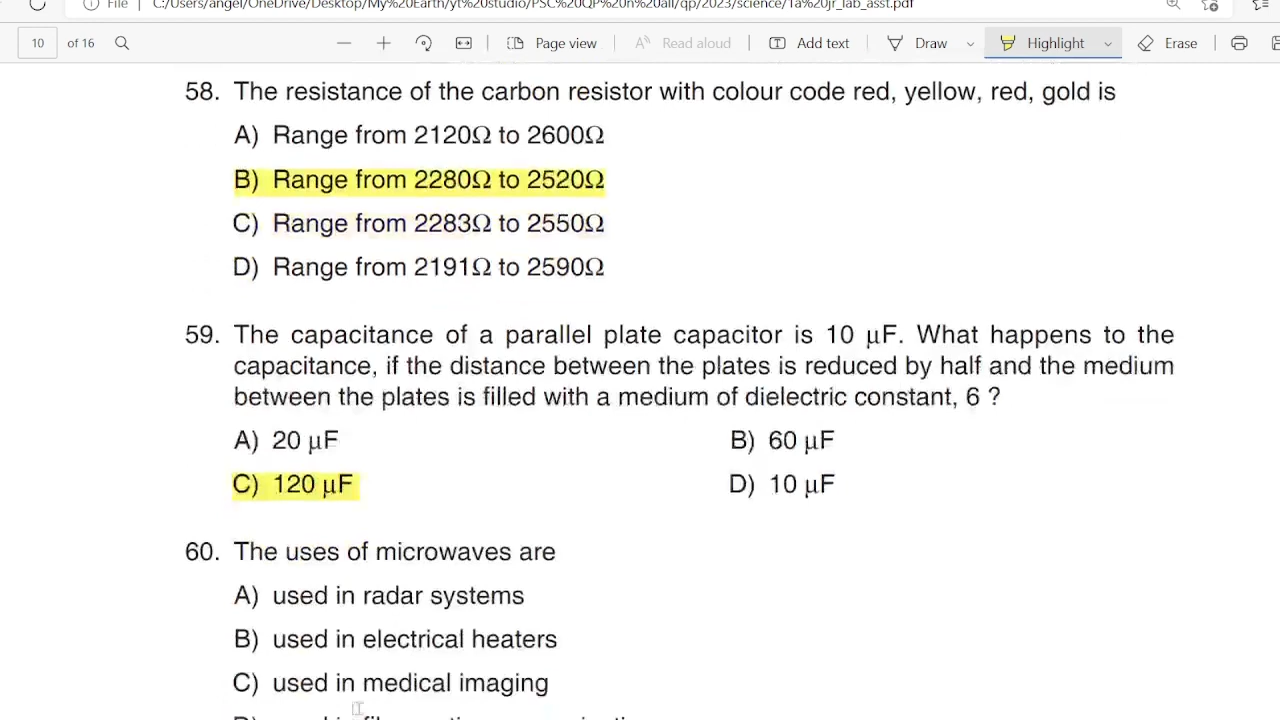 File C:/Users/angel/OneDrive/Desktop/My%20Earth/yt%20studio/PSC%20QP%20n%20all/qp/2023/science/1a%20jr_lab_asst.pdf
10 of 16 Page view Read aloud Add text Draw Highlight Erase
58. The resistance of the carbon resistor with colour code red, yellow, red, gold is
A) Range from 2120Ω to 2600Ω
B) Range from 2280Ω to 2520Ω
C) Range from 2283Ω to 2550Ω
D) Range from 2191Ω to 2590Ω
59. The capacitance of a parallel plate capacitor is 10 μF. What happens to the
capacitance, if the distance between the plates is reduced by half and the medium
between the plates is filled with a medium of dielectric constant, 6 ?
A) 20 μF B) 60 μF
C) 120 μF D) 10 μF
60. The uses of microwaves are
A) used in radar systems
B) used in electrical heaters
C) used in medical imaging